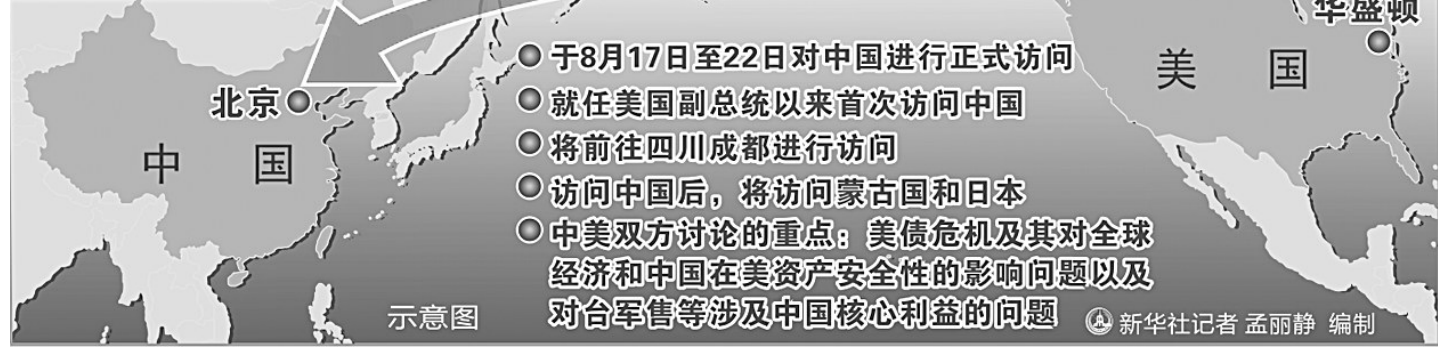 华盛顿
美国
北京
中国
于8月17日至22日对中国进行正式访问
就任美国副总统以来首次访问中国
将前往四川成都进行访问
访问中国后，将访问蒙古国和日本
中美双方讨论的重点：美债危机及其对全球
经济和中国在美资产安全性的影响问题以及
对台军售等涉及中国核心利益的问题
示意图
新华社记者 孟丽静 编制